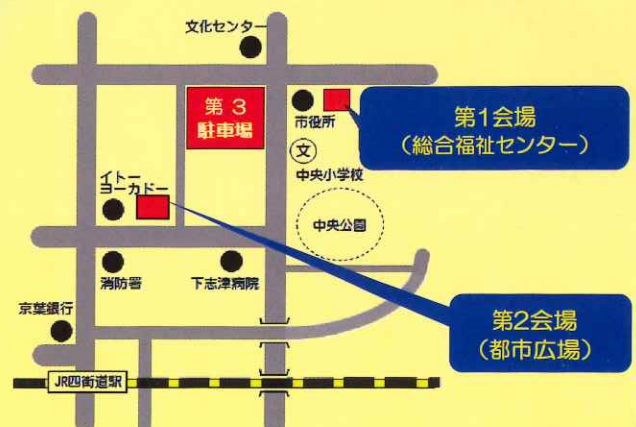 文化センター
第3
駐車場
市役所
第1会場
(総合福祉センター)
文
中央小学校
イトー
ヨーカドー
中央公園
消防署
下志津病院
京葉銀行
第2会場
(都市広場)
JR四街道駅